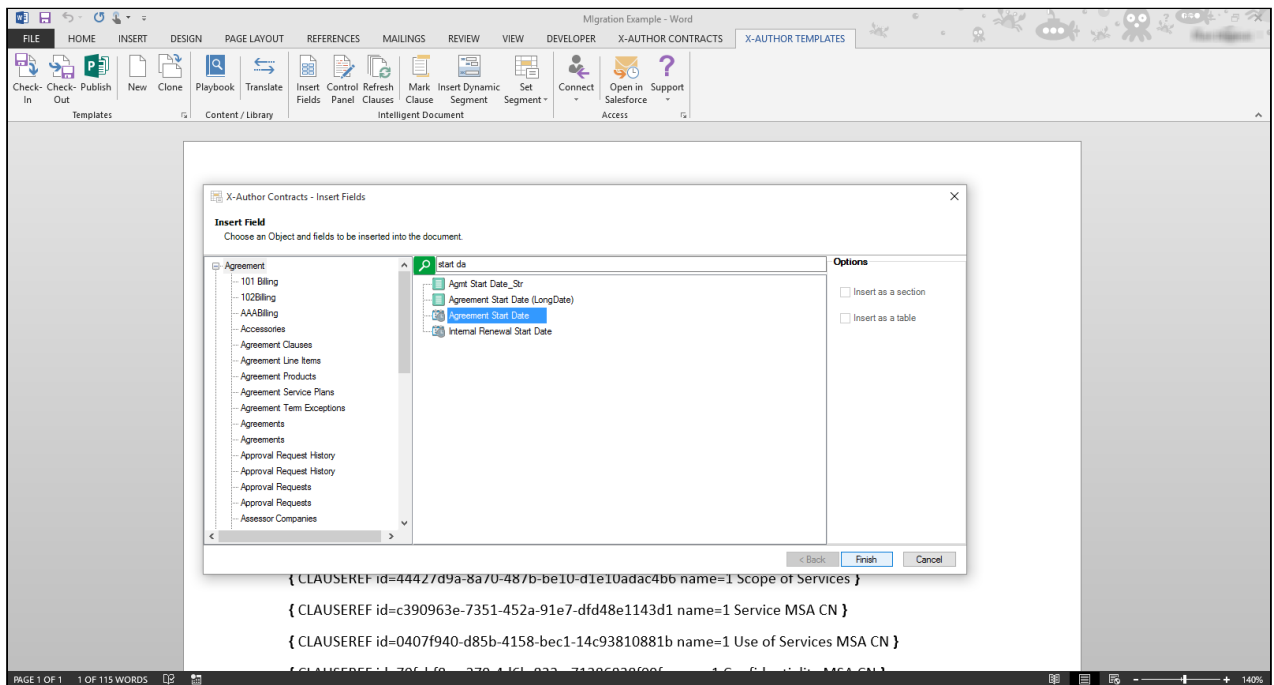 MIgration Example - Word
FILE HOME INSERT DESIGN PAGE LAYOUT REFERENCES MAILINGS REVIEW VIEW DEVELOPER X-AUTHOR CONTRACTS X-AUTHOR TEMPLATES
Check-In Check-Out Publish New Clone Playbook Translate Insert Fields Control Panel Refresh Clauses Mark Clause Insert Dynamic Segment Set Segment Connect Open in Salesforce Support
Templates Content / Library Intelligent Document Access
X-Author Contracts - Insert Fields
Insert Field
Choose an Object and fields to be inserted into the document.
Agreement
101 Billing
102Billing
AAABilling
Accessories
Agreement Clauses
Agreement Line Items
Agreement Products
Agreement Service Plans
Agreement Term Exceptions
Agreements
Agreements
Approval Request History
Approval Request History
Approval Requests
Approval Requests
Assessor Companies
start da
Agmt Start Date_Str
Agreement Start Date (LongDate)
Agreement Start Date
Internal Renewal Start Date
Options
Insert as a section
Insert as a table
< Back Finish Cancel
{ CLAUSEREF id=44427d9a-8a70-487b-be10-d1e10adac4b6 name=1 Scope of Services }
{ CLAUSEREF id=c390963e-7351-452a-91e7-dfd48e1143d1 name=1 Service MSA CN }
{ CLAUSEREF id=0407f940-d85b-4158-bec1-14c93810881b name=1 Use of Services MSA CN }
PAGE 1 OF 1 1 OF 115 WORDS 140%